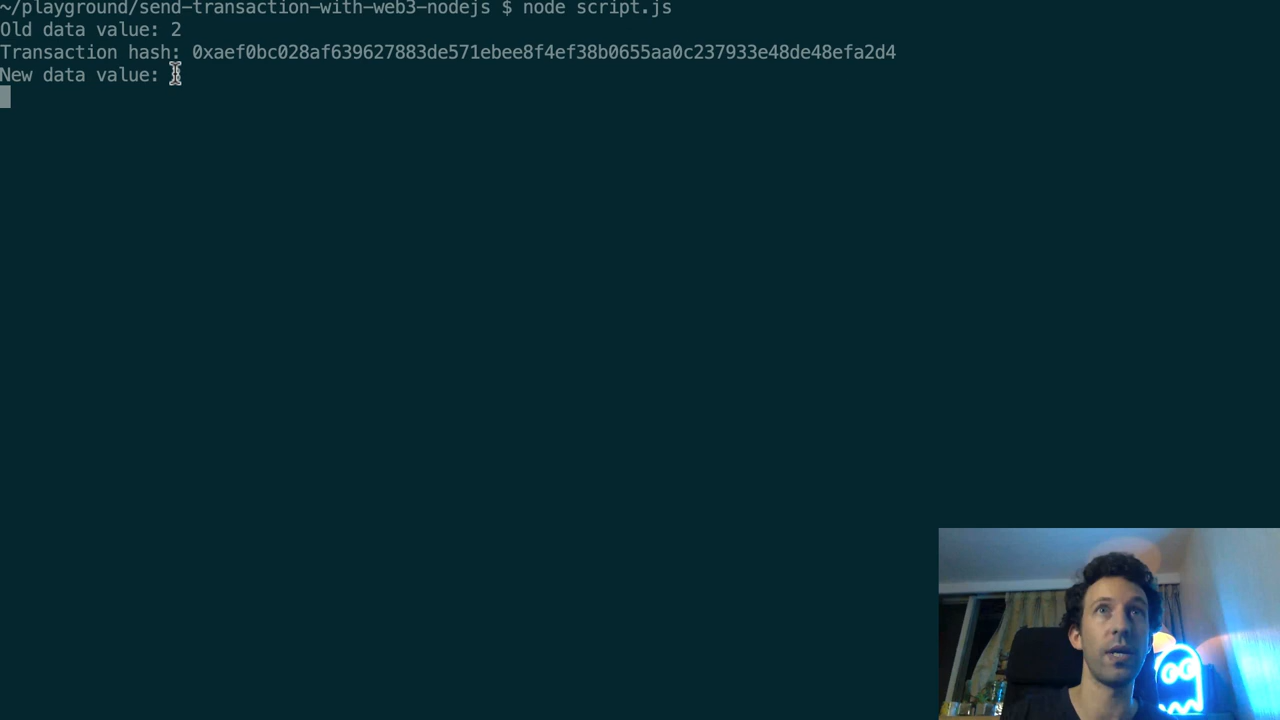 ~/playground/send-transaction-with-web3-nodejs $ node script.js
Old data value: 2
Transaction hash: 0xaef0bc028af639627883de571ebee8f4ef38b0655aa0c237933e48de48efa2d4
New data value: